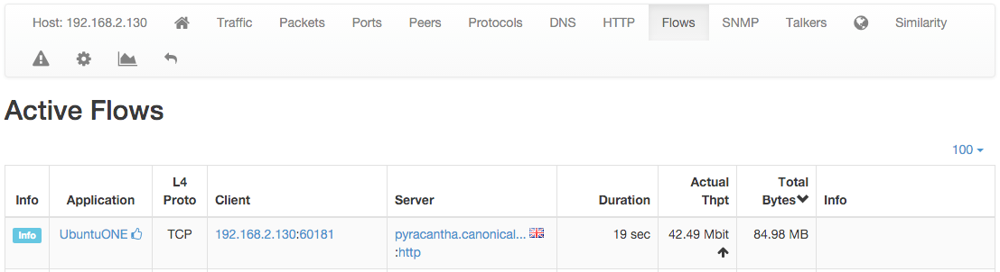 Host: 192.168.2.130 Traffic Packets Ports Peers Protocols DNS HTTP Flows SNMP Talkers Similarity
Active Flows
100
Info Application L4 Proto Client Server Duration Actual Thpt Total Bytes Info
Info UbuntuONE TCP 192.168.2.130:60181 pyracantha.canonical... :http 19 sec 42.49 Mbit 84.98 MB